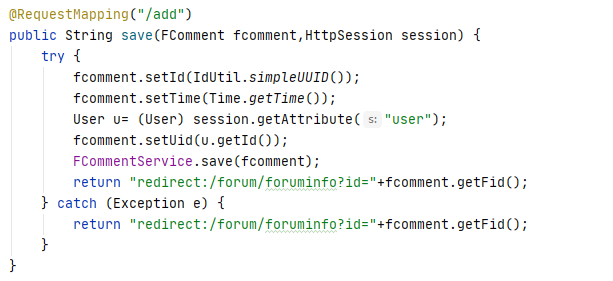 @RequestMapping("/add")
public String save(FComment fcomment,HttpSession session) {
    try {
        fcomment.setId(IdUtil.simpleUUID());
        fcomment.setTime(Time.getTime());
        User u= (User) session.getAttribute( s: "user");
        fcomment.setUid(u.getId());
        FCommentService.save(fcomment);
        return "redirect:/forum/foruminfo?id="+fcomment.getFid();
    } catch (Exception e) {
        return "redirect:/forum/foruminfo?id="+fcomment.getFid();
    }
}